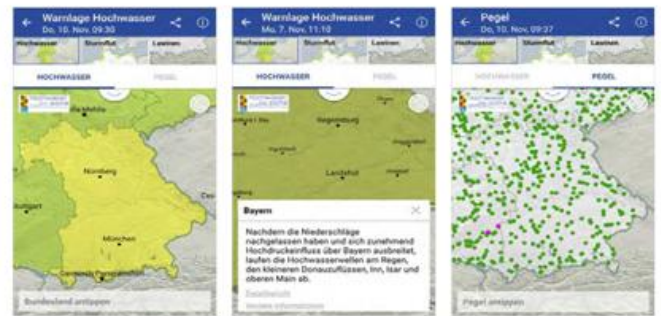 Warnlage Hochwasser
Do, 10. Nov, 09:30
Hochwasser Sturmflut Lawinen
HOCHWASSER PEGEL
Nürnberg
München
Bundesland antippen
Warnlage Hochwasser
Mo, 7. Nov, 11:10
Hochwasser Sturmflut Lawinen
HOCHWASSER PEGEL
Regensburg
Landshut
Bayern
Nachdem die Niederschläge
nachgelassen haben und sich zunehmend
Hochdruckeinfluss über Bayern ausbreitet,
laufen die Hochwasserwellen am Regen,
den kleineren Donauzuflüssen, Inn, Isar und
oberen Main ab.
Pegel
Do, 10. Nov, 09:37
Hochwasser Sturmflut Lawinen
HOCHWASSER PEGEL
Pegel antippen